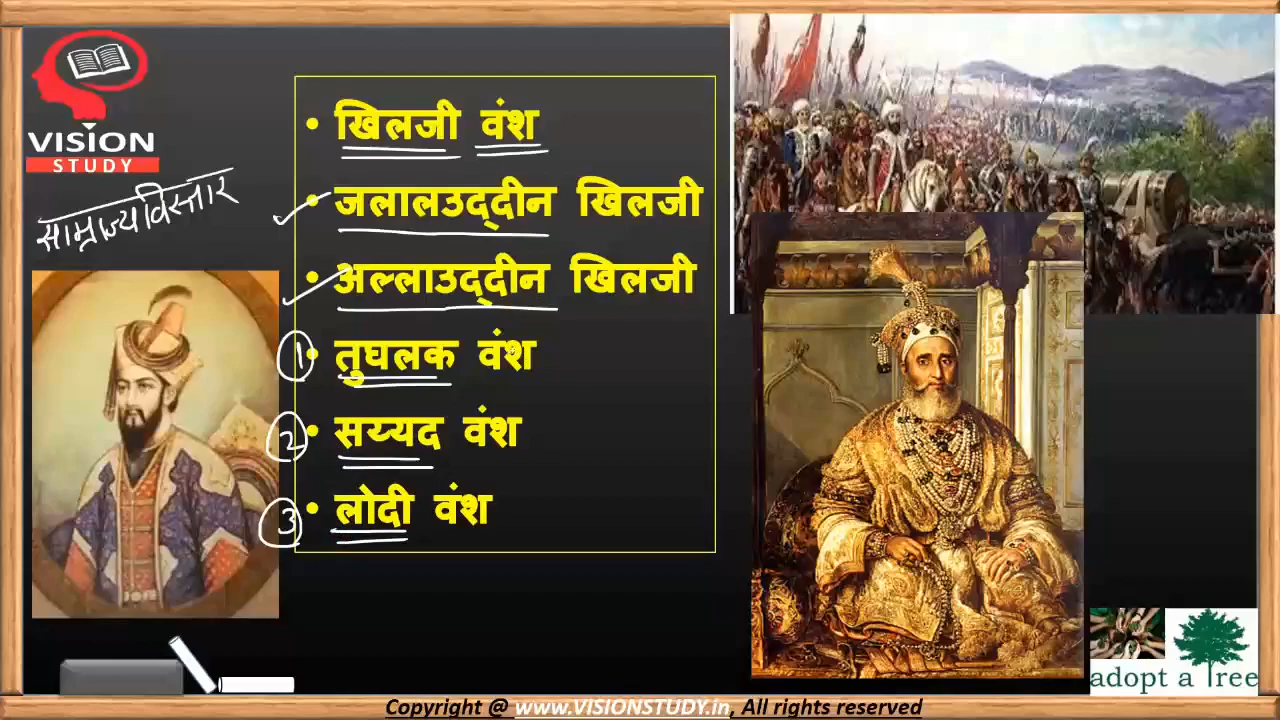 VISION
STUDY
साम्राज्यविस्तार
• खिलजी वंश
• जलालउद्दीन खिलजी
• अल्लाउद्दीन खिलजी
1 • तुघलक वंश
2 • सय्यद वंश
3 • लोदी वंश
adopt a Tree
Copyright @ www.VISIONSTUDY.in, All rights reserved